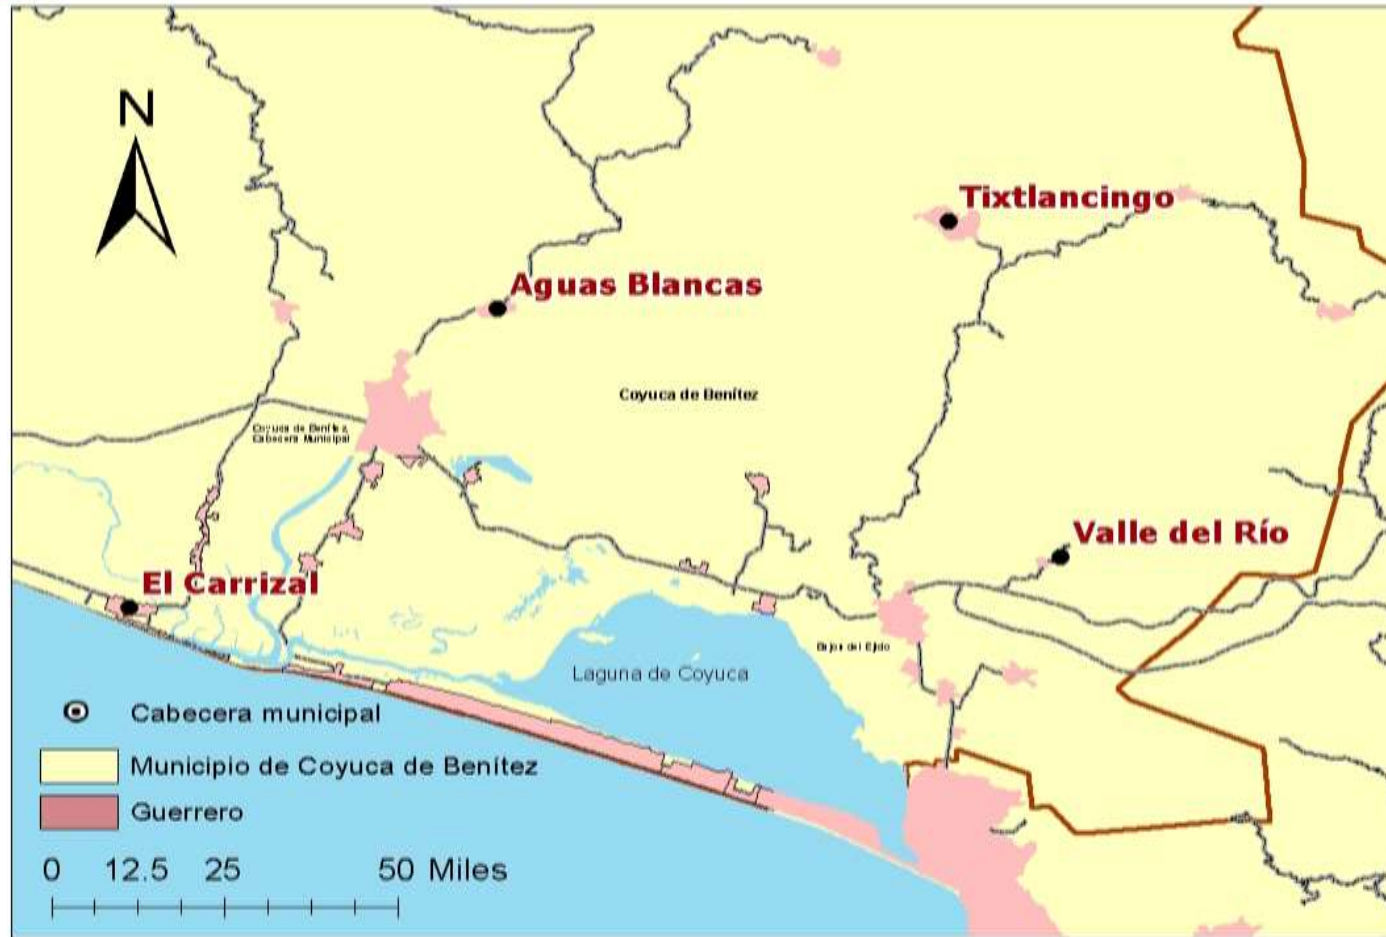 N
Tixtlancingo
Aguas Blancas
Coyuca de Benítez
Coyuca de Benítez,
Cabecera Municipal
Valle del Río
El Carrizal
Bajos del Ejido
Laguna de Coyuca
Cabecera municipal
Municipio de Coyuca de Benítez
Guerrero
0 12.5 25 50 Miles